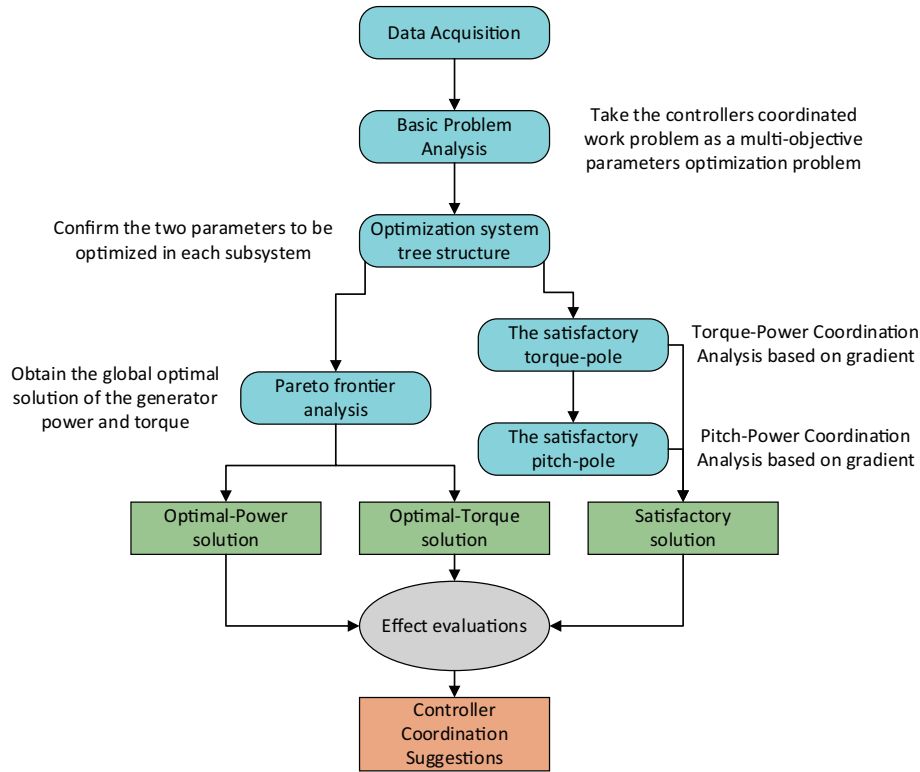 Data Acquisition
Basic Problem
Analysis
Take the controllers coordinated
work problem as a multi-objective
parameters optimization problem
Confirm the two parameters to be
optimized in each subsystem
Optimization system
tree structure
The satisfactory
torque-pole
Torque-Power Coordination
Analysis based on gradient
Obtain the global optimal
solution of the generator
power and torque
Pareto frontier
analysis
The satisfactory
pitch-pole
Pitch-Power Coordination
Analysis based on gradient
Optimal-Power
solution
Optimal-Torque
solution
Satisfactory
solution
Effect evaluations
Controller
Coordination
Suggestions